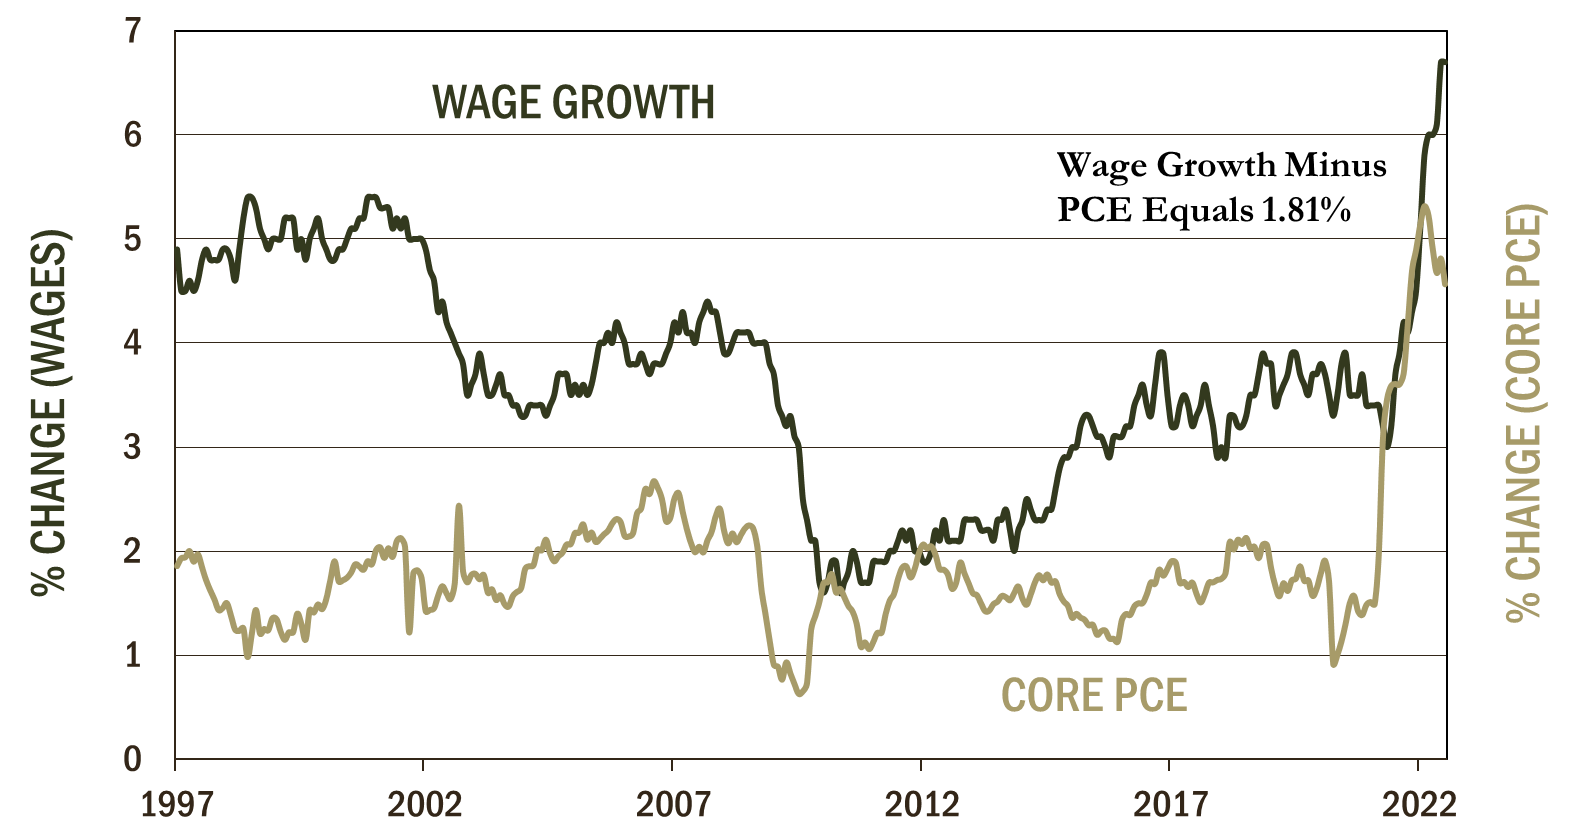 7
WAGE GROWTH
6
Wage Growth Minus
PCE Equals 1.81%
5
% CHANGE (WAGES)
% CHANGE (CORE PCE)
4
3
2
1
CORE PCE
0
1997 2002 2007 2012 2017 2022